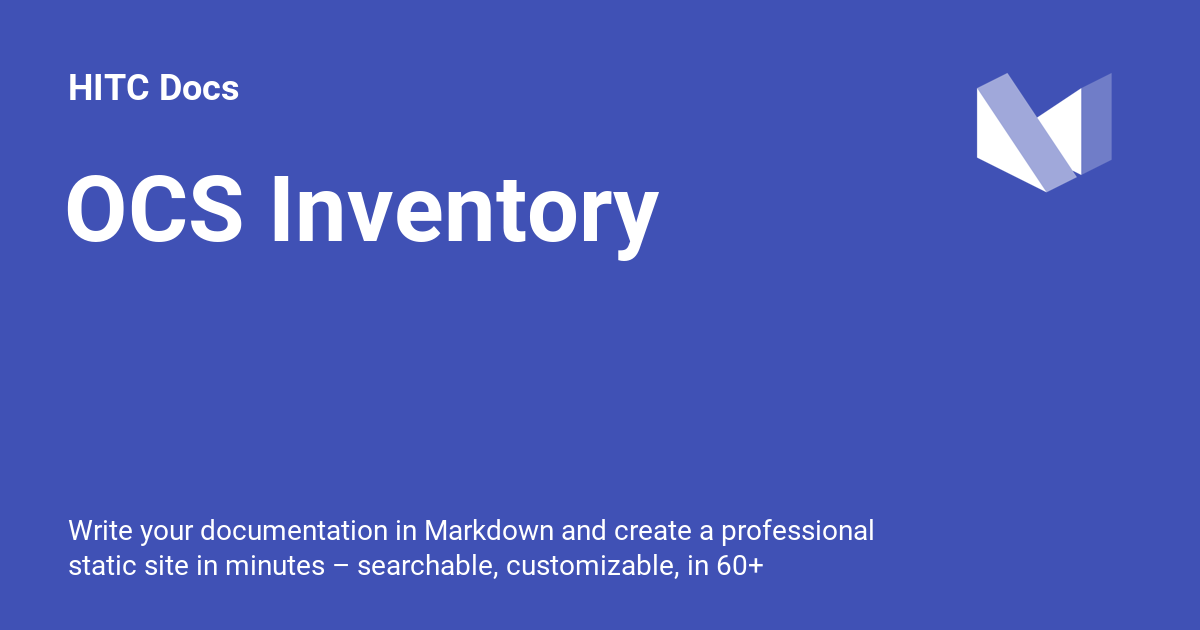 HITC Docs
OCS Inventory
Write your documentation in Markdown and create a professional
static site in minutes – searchable, customizable, in 60+